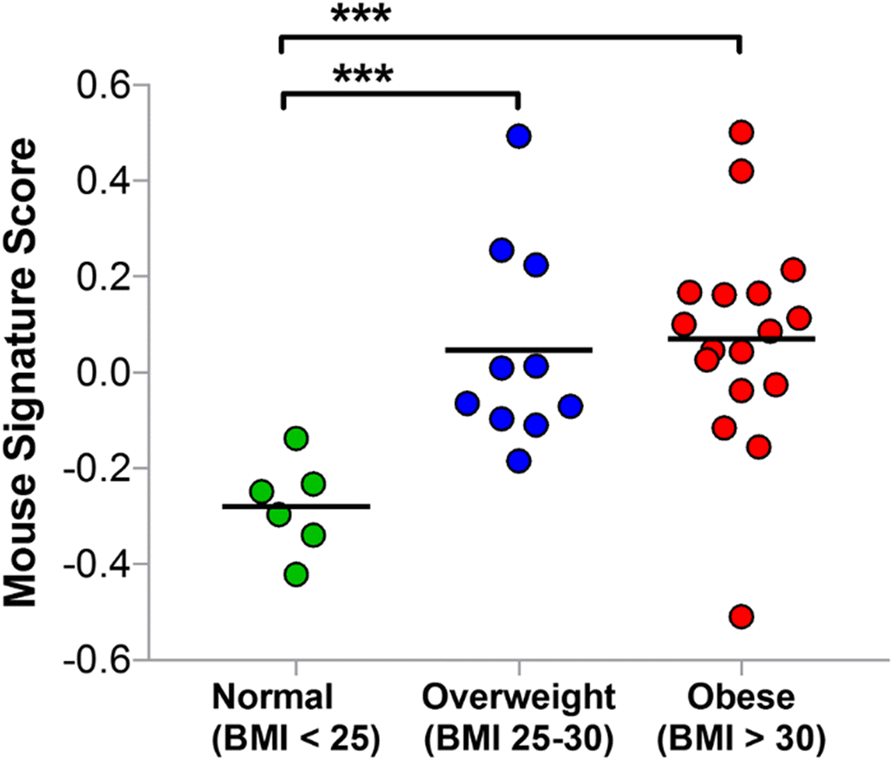 ***
***
0.6
0.4
0.2
0.0
-0.2
-0.4
-0.6
Mouse Signature Score
Normal
(BMI < 25)
Overweight
(BMI 25-30)
Obese
(BMI > 30)